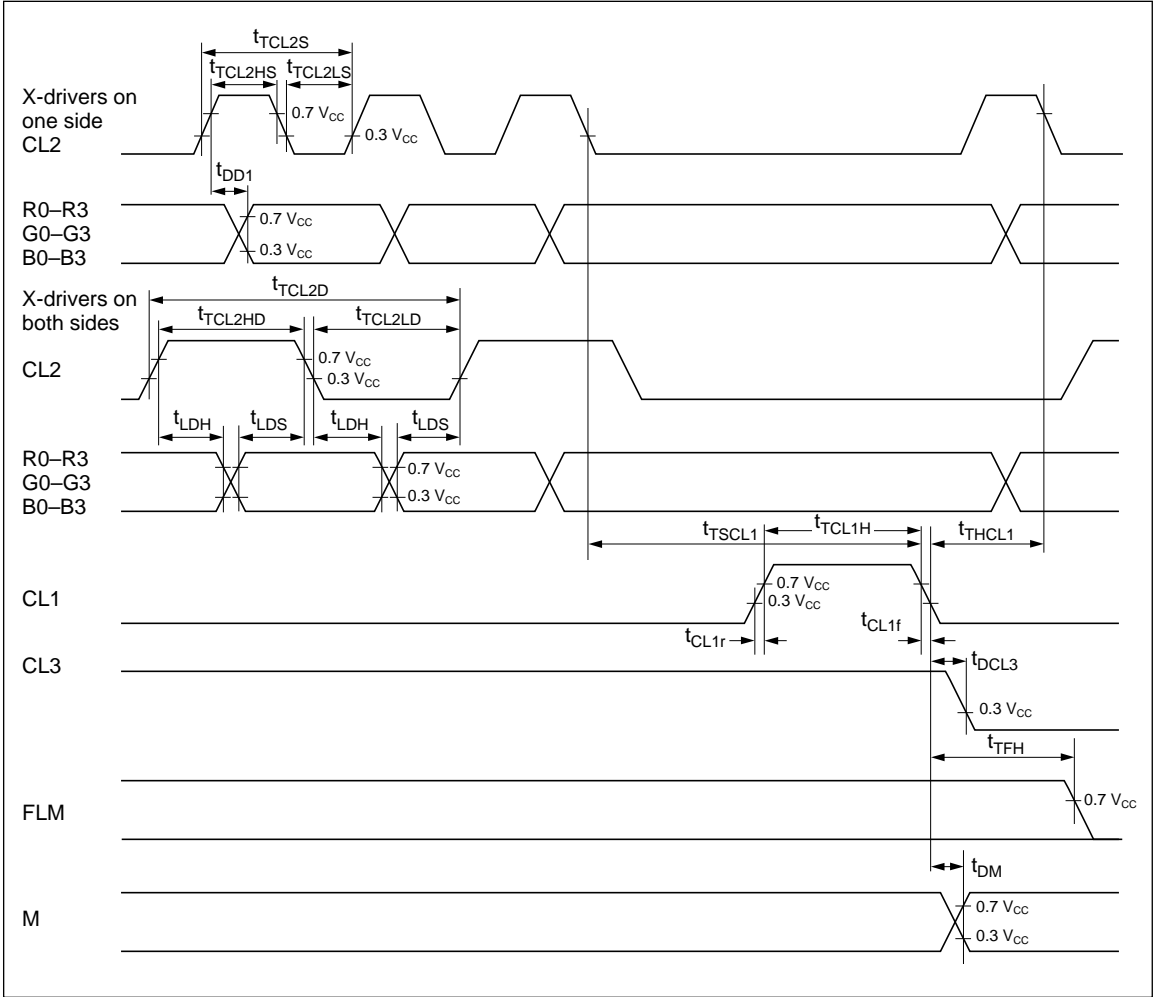 tTCL2S
tTCL2HS tTCL2LS
X-drivers on
one side
CL2
0.7 VCC
0.3 VCC
tDD1
R0–R3
G0–G3
B0–B3
0.7 VCC
0.3 VCC
X-drivers on
both sides
tTCL2D
tTCL2HD tTCL2LD
CL2
0.7 VCC
0.3 VCC
tLDH tLDS tLDH tLDS
R0–R3
G0–G3
B0–B3
0.7 VCC
0.3 VCC
tTSCL1 tTCL1H tTHCL1
CL1
0.7 VCC
0.3 VCC
tCL1r tCL1f
CL3
tDCL3
0.3 VCC
tTFH
FLM
0.7 VCC
tDM
M
0.7 VCC
0.3 VCC